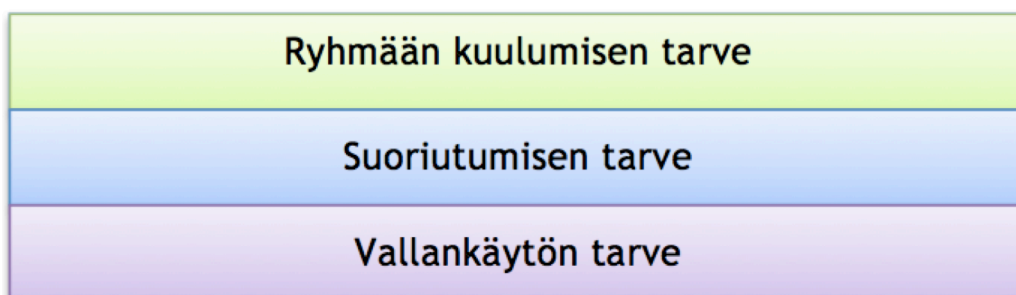 Ryhmään kuulumisen tarve
Suoriutumisen tarve
Vallankäytön tarve